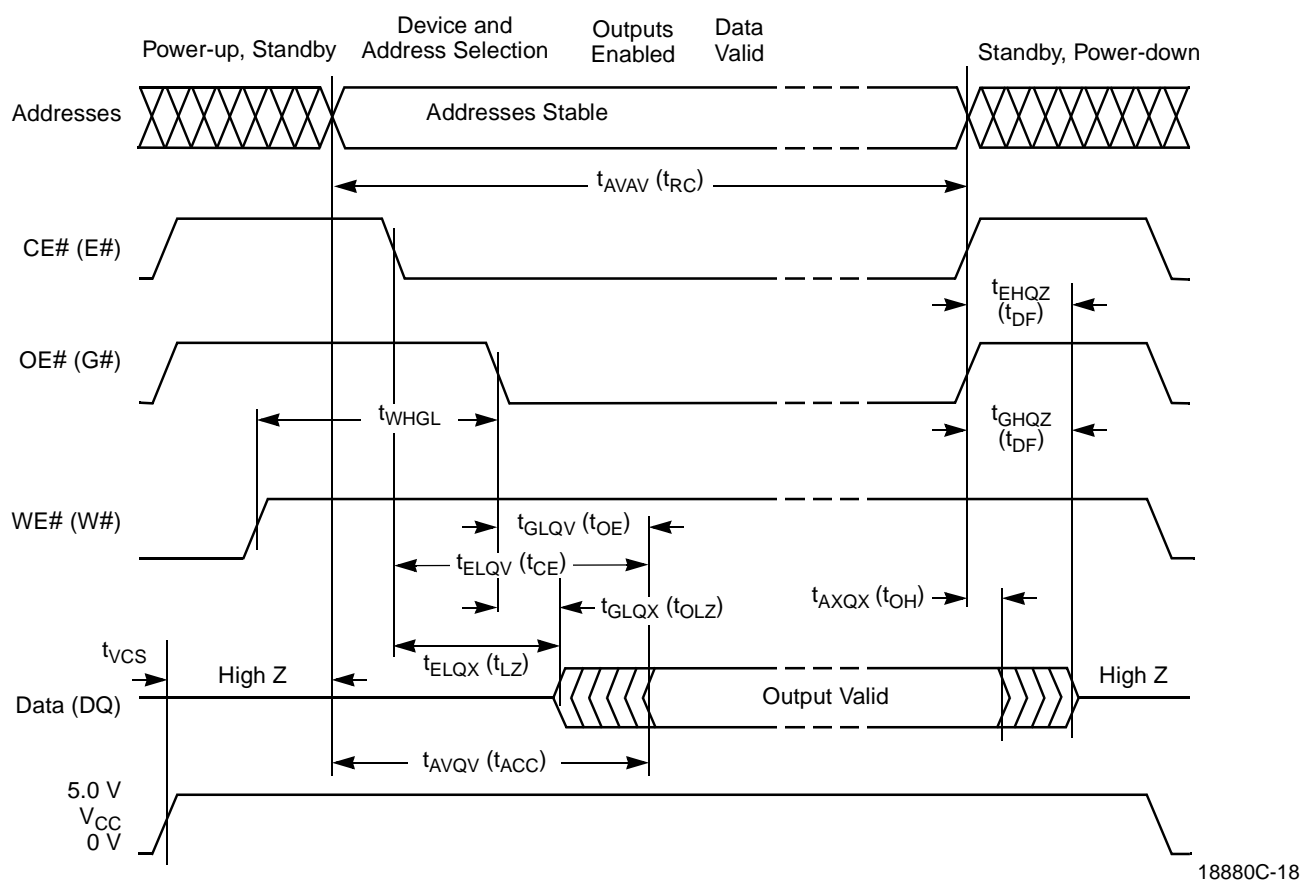 Power-up, Standby
Device and
Address Selection
Outputs
Enabled
Data
Valid
Standby, Power-down
Addresses
Addresses Stable
tAVAV (tRC)
CE# (E#)
tEHQZ
(tDF)
OE# (G#)
tWHGL
tGHQZ
(tDF)
WE# (W#)
tGLQV (tOE)
tELQV (tCE)
tGLQX (tOLZ)
tAXQX (tOH)
tVCS
tELQX (tLZ)
High Z
Output Valid
High Z
Data (DQ)
tAVQV (tACC)
5.0 V
VCC
0 V
18880C-18